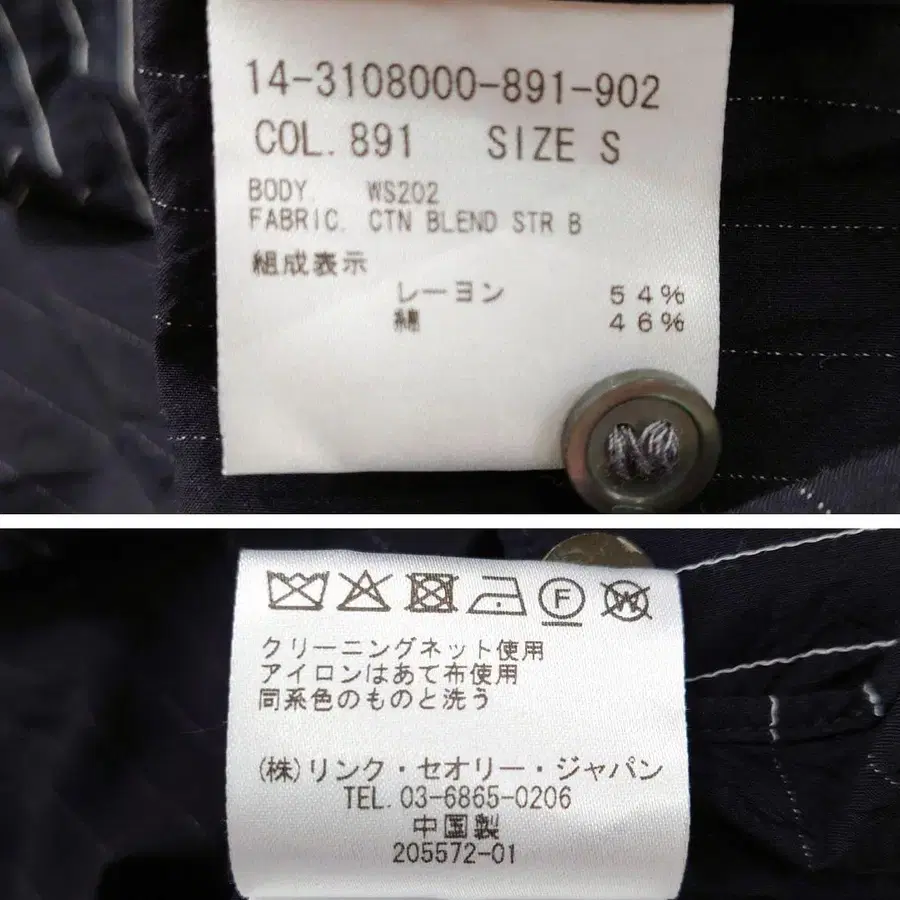 14-3108000-891-902
COL. 891 SIZE S
BODY. WS202
FABRIC. CTN BLEND STR B
組成表示
レーヨン 54%
綿 46%
F
W
クリーニングネット使用
アイロンはあて布使用
同系色のものと洗う
(株)リンク・セオリー・ジャパン
TEL. 03-6865-0206
中国製
205572-01